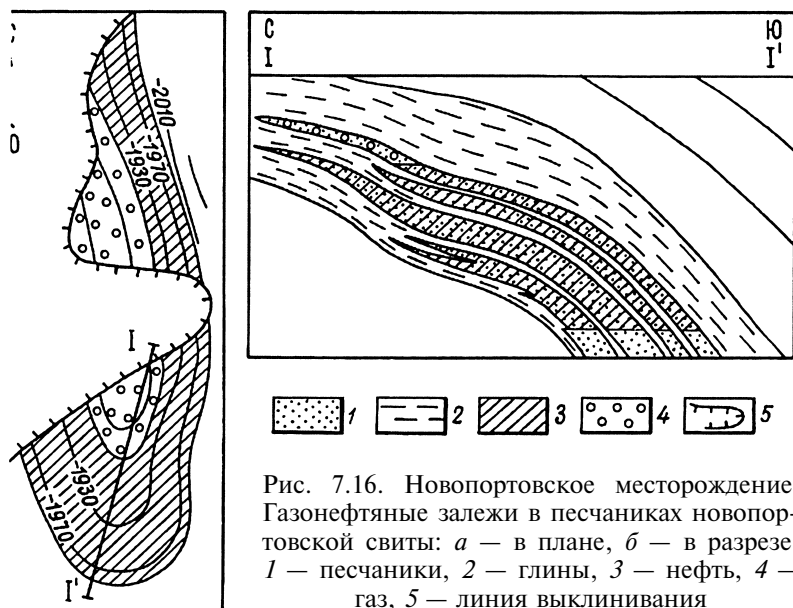 С
I
Ю
I'
-2010
-1970
-1930
I
-1930
-1970
I'
1
2
3
4
5
Рис. 7.16. Новопортовское месторождение
Газонефтяные залежи в песчаниках новопор-
товской свиты: а — в плане, б — в разрезе
1 — песчаники, 2 — глины, 3 — нефть, 4 —
газ, 5 — линия выклинивания